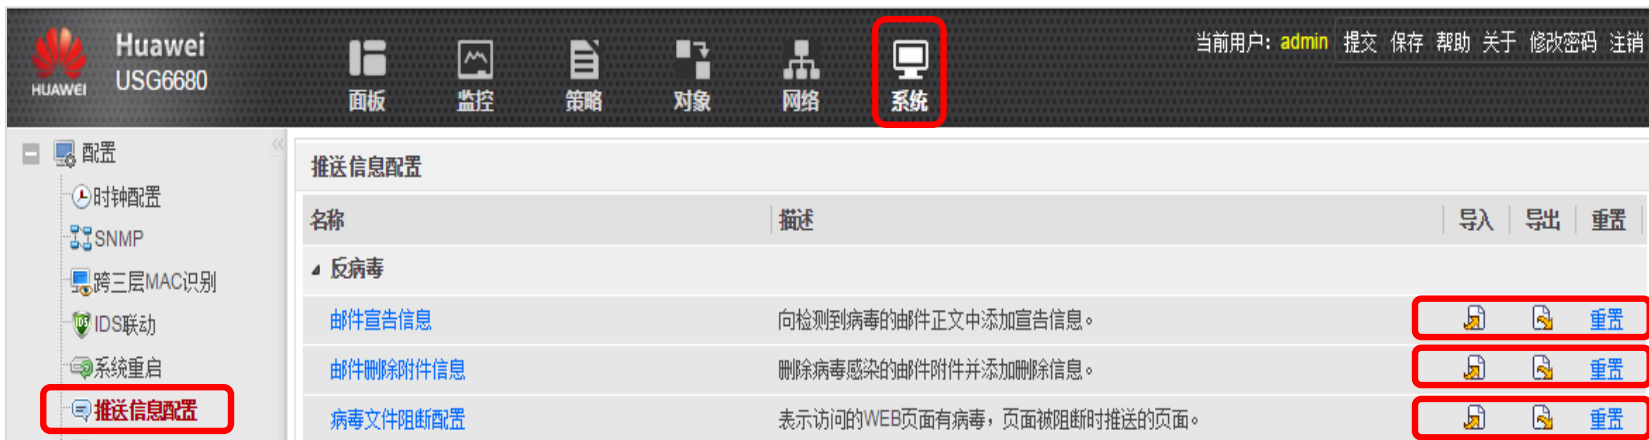 Huawei
USG6680
HUAWEI
当前用户: admin 提交 保存 帮助 关于 修改密码 注销
面板 监控 策略 对象 网络 系统
配置
时钟配置
SNMP
跨三层MAC识别
IDS联动
系统重启
推送信息配置
推送信息配置
名称 描述 导入 导出 重置
反病毒
邮件宣告信息 向检测到病毒的邮件正文中添加宣告信息。 重置
邮件删除附件信息 删除病毒感染的邮件附件并添加删除信息。 重置
病毒文件阻断配置 表示访问的WEB页面有病毒，页面被阻断时推送的页面。 重置